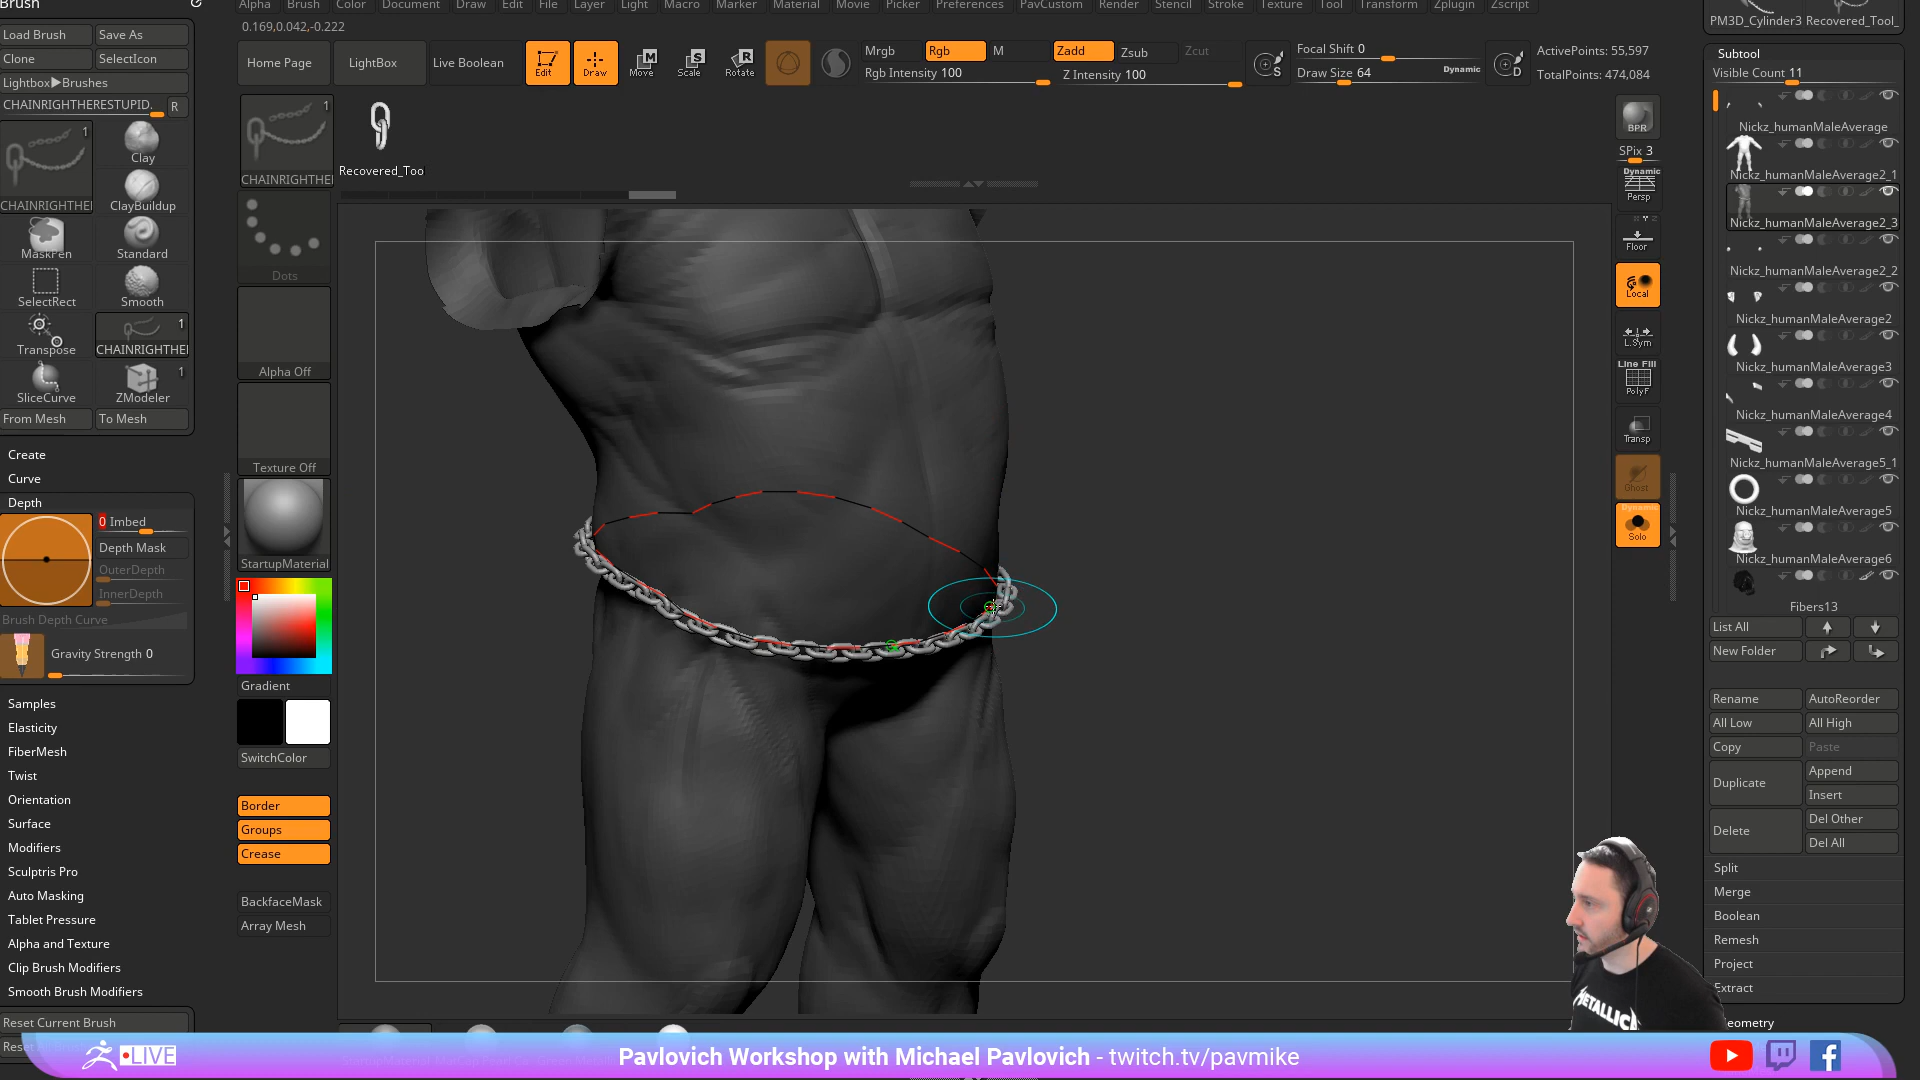 Brush
Alpha Brush Color Document Draw Edit File Layer Light Macro Marker Material Movie Picker Preferences PavCustom Render Stencil Stroke Texture Tool Transform Zplugin Zscript
0.169,0.042,-0.222
Load Brush Save As
Clone SelectIcon
Lightbox▶Brushes
CHAINRIGHTHERESTUPID. R
1
CHAINRIGHTHEI
Clay
ClayBuildup
MaskPen
Standard
SelectRect
Smooth
Transpose
1
CHAINRIGHTHEI
SliceCurve
1
ZModeler
From Mesh To Mesh
Create
Curve
Depth
0 Imbed
Depth Mask
OuterDepth
InnerDepth
Brush Depth Curve
Gravity Strength 0
Samples
Elasticity
FiberMesh
Twist
Orientation
Surface
Modifiers
Sculptris Pro
Auto Masking
Tablet Pressure
Alpha and Texture
Clip Brush Modifiers
Smooth Brush Modifiers
Reset Current Brush
Home Page
LightBox
Live Boolean
Edit
Draw
Move
Scale
Rotate
Mrgb Rgb M
Rgb Intensity 100
Zadd Zsub Zcut
Z Intensity 100
S
Focal Shift 0
Draw Size 64 Dynamic
D
ActivePoints: 55,597
TotalPoints: 474,084
1
CHAINRIGHTHEI
Recovered_Too
Dots
Alpha Off
Texture Off
StartupMaterial
Gradient
SwitchColor
Border
Groups
Crease
BackfaceMask
Array Mesh
BPR
SPix 3
Dynamic
Persp
Floor
Local
L.Sym
Line Fill
PolyF
Transp
Ghost
Dynamic
Solo
PM3D_Cylinder3 Recovered_Tool_
Subtool
Visible Count 11
Nickz_humanMaleAverage
Nickz_humanMaleAverage2_1
Nickz_humanMaleAverage2_3
Nickz_humanMaleAverage2_2
Nickz_humanMaleAverage2
Nickz_humanMaleAverage3
Nickz_humanMaleAverage4
Nickz_humanMaleAverage5_1
Nickz_humanMaleAverage5
Nickz_humanMaleAverage6
Fibers13
List All
New Folder
Rename AutoReorder
All Low All High
Copy Paste
Duplicate
Append
Insert
Delete
Del Other
Del All
Split
Merge
Boolean
Remesh
Project
Extract
eometry
METALLICA
LIVE
Pavlovich Workshop with Michael Pavlovich - twitch.tv/pavmike